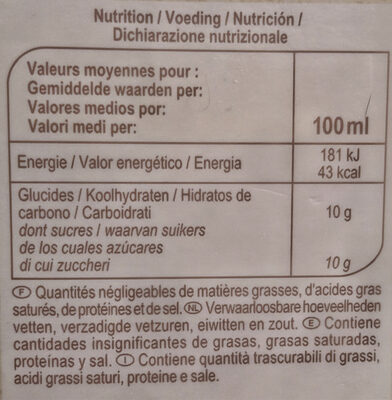 Nutrition / Voeding / Nutrición /
Dichiarazione nutrizionale
Valeurs moyennes pour :
Gemiddelde waarden per:
Valores medios por:
Valori medi per:
100 ml
Energie / Valor energético / Energia
181 kJ
43 kcal
Glucides / Koolhydraten / Hidratos de
carbono / Carboidrati
10 g
dont sucres / waarvan suikers
de los cuales azúcares
di cui zuccheri
10 g
Ⓕ Quantités négligeables de matières grasses, d'acides gras
saturés, de protéines et de sel. NL Verwaarloosbare hoeveelheden
vetten, verzadigde vetzuren, eiwitten en zout. Ⓔ Contiene
cantidades insignificantes de grasas, grasas saturadas,
proteínas y sal. Ⓘ Contiene quantità trascurabili di grassi,
acidi grassi saturi, proteine e sale.